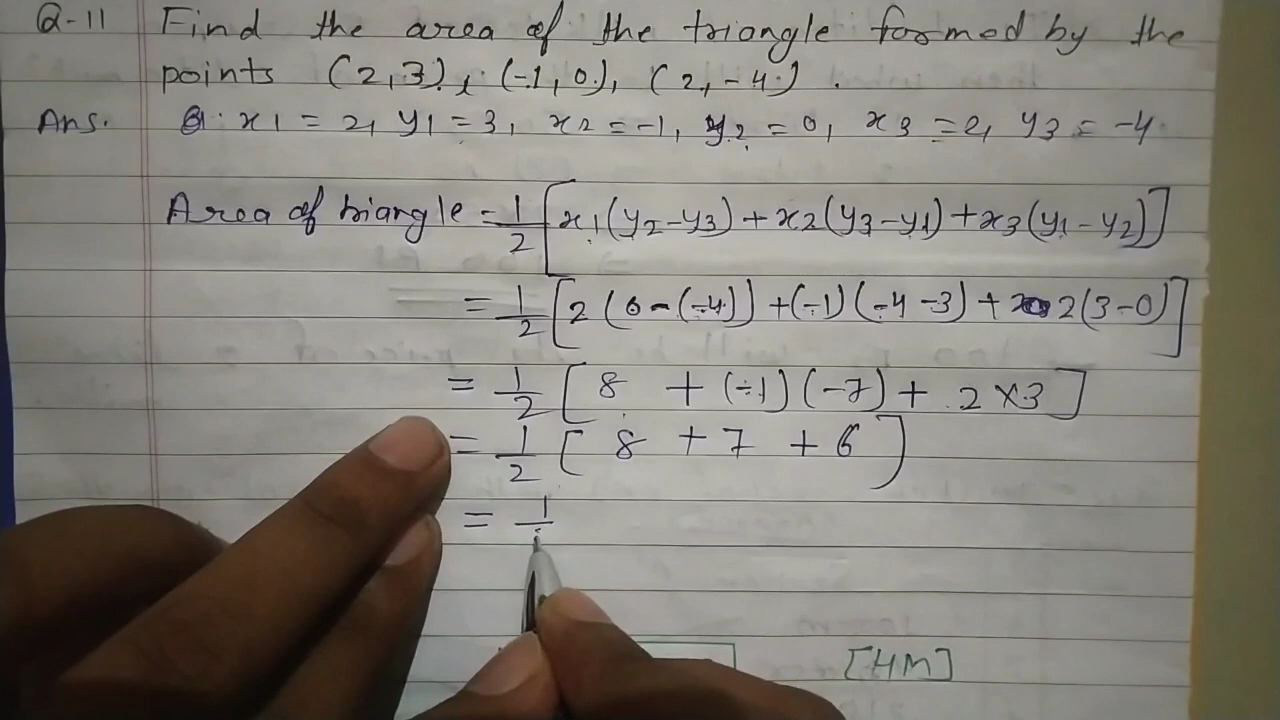 Q-11 Find the area of the triangle formed by the
points (2,3), (-1,0), (2,-4).
Ans. x1 = 2, y1 = 3, x2 = -1, y2 = 0, x3 = 2, y3 = -4
Area of triangle = 1/2 [x1(y2-y3) + x2(y3-y1) + x3(y1-y2)]
= 1/2 [2 (0-(-4)) + (-1) (-4-3) + 2(3-0)]
= 1/2 [8 + (-1) (-7) + 2×3]
= 1/2 [8 + 7 + 6]
= 1
[4M]